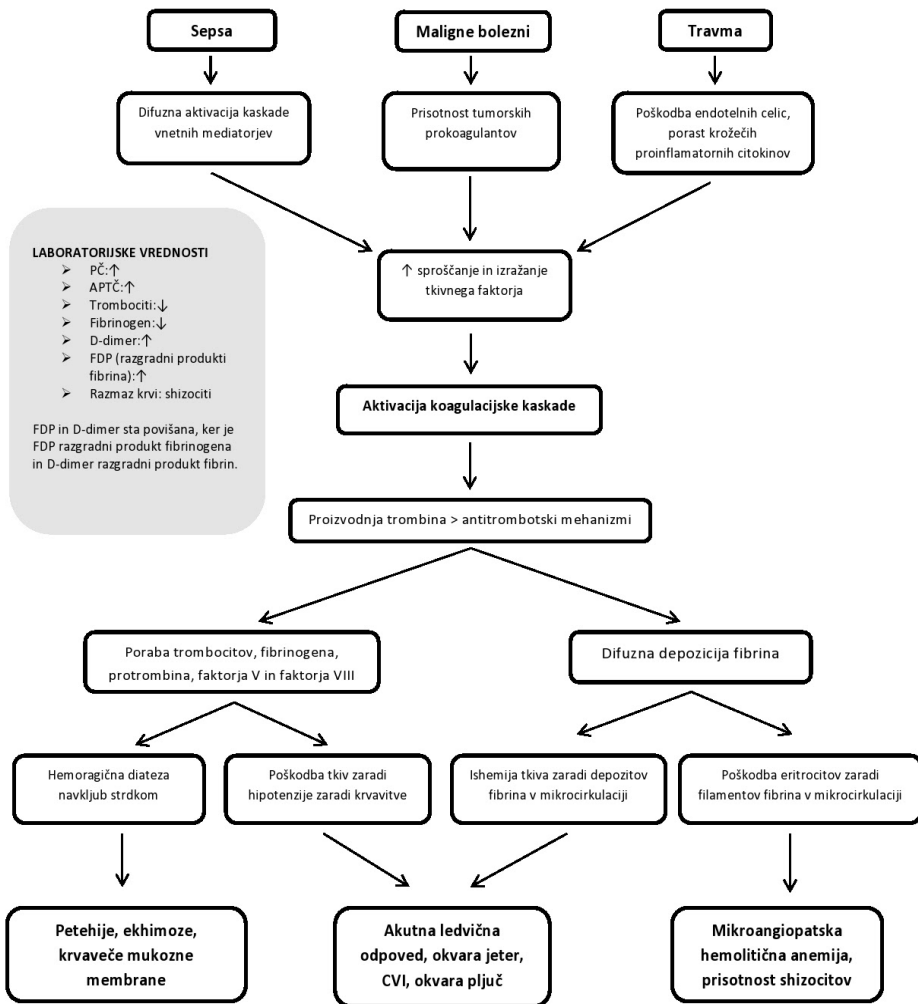 Sepsa
Maligne bolezni
Travma
Difuzna aktivacija kaskade
vnetnih mediatorjev
Prisotnost tumorskih
prokoagulantov
Poškodba endotelnih celic,
porast krožečih
proinflamatornih citokinov
LABORATORIJSKE VREDNOSTI
➢ PČ:↑
➢ APTČ:↑
➢ Trombociti:↓
➢ Fibrinogen:↓
➢ D-dimer:↑
➢ FDP (razgradni produkti
fibrina):↑
➢ Razmaz krvi: shizociti
FDP in D-dimer sta povišana, ker je
FDP razgradni produkt fibrinogena
in D-dimer razgradni produkt fibrin.
↑ sproščanje in izražanje
tkivnega faktorja
Aktivacija koagulacijske kaskade
Proizvodnja trombina > antitrombotski mehanizmi
Poraba trombocitov, fibrinogena,
protrombina, faktorja V in faktorja VIII
Difuzna depozicija fibrina
Hemoragična diateza
navkljub strdkom
Poškodba tkiv zaradi
hipotenzije zaradi krvavitve
Ishemija tkiva zaradi depozitov
fibrina v mikrocirkulaciji
Poškodba eritrocitov zaradi
filamentov fibrina v mikrocirkulaciji
Petehije, ekhimoze,
krvaveče mukozne
membrane
Akutna ledvična
odpoved, okvara jeter,
CVI, okvara pljuč
Mikroangiopatska
hemolitična anemija,
prisotnost shizocitov